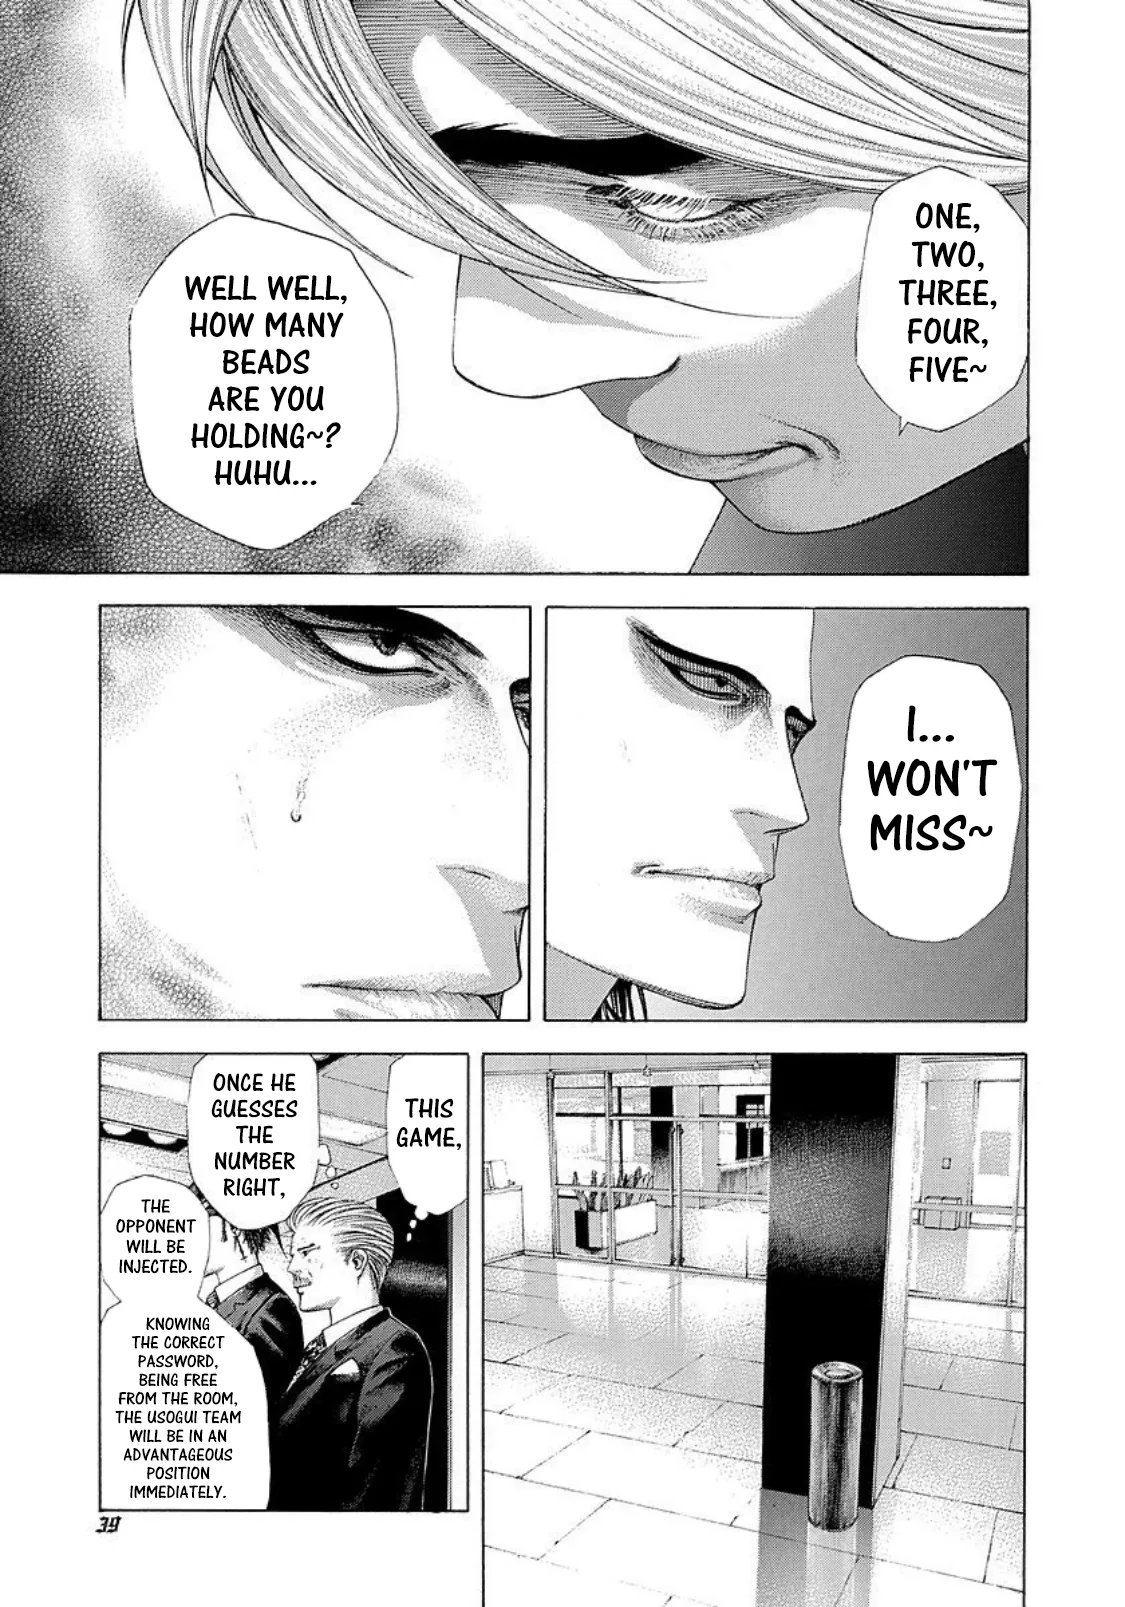 ONE,
TWO,
THREE,
FOUR,
FIVE~
WELL WELL,
HOW MANY
BEADS
ARE YOU
HOLDING~?
HUHU...
I...
WON'T
MISS~
THIS
GAME,
ONCE HE
GUESSES
THE
NUMBER
RIGHT,
THE
OPPONENT
WILL BE
INJECTED.
KNOWING
THE CORRECT
PASSWORD,
BEING FREE
FROM THE ROOM,
THE USOGUI TEAM
WILL BE IN AN
ADVANTAGEOUS
POSITION
IMMEDIATELY.
39